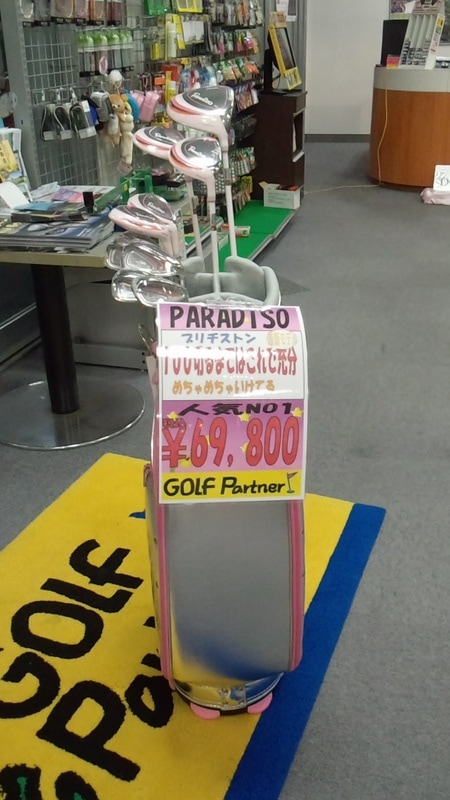 PARADISO
ブリヂストン
100切るまではこれで充分
めちゃめちゃいけてる
人気NO1
¥69,800
GOLF Partner
GOLF